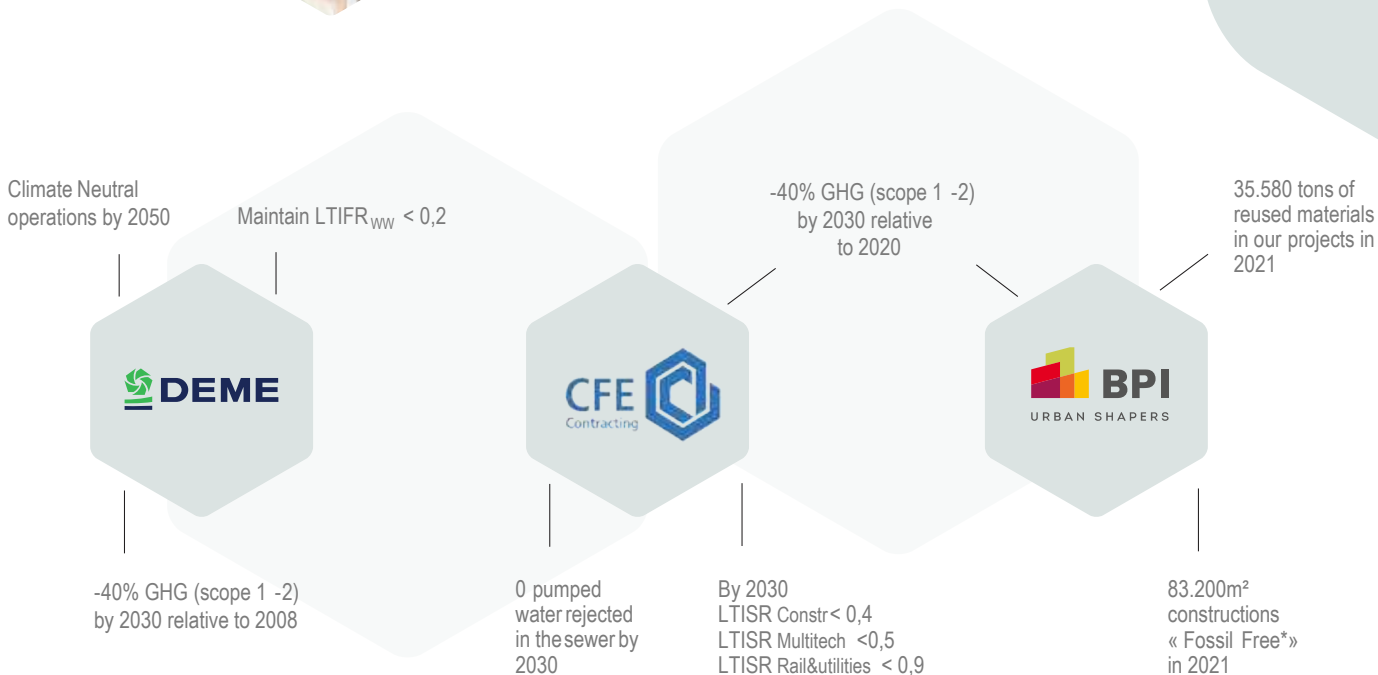 Climate Neutral
operations by 2050
Maintain LTIFR WW < 0,2
-40% GHG (scope 1 -2)
by 2030 relative
to 2020
35.580 tons of
reused materials
in our projects in
2021
DEME
CFE
Contracting
BPI
URBAN SHAPERS
-40% GHG (scope 1 -2)
by 2030 relative to 2008
0 pumped
water rejected
in the sewer by
2030
By 2030
LTISR Constr< 0,4
LTISR Multitech <0,5
LTISR Rail&utilities < 0,9
83.200m²
constructions
« Fossil Free*»
in 2021